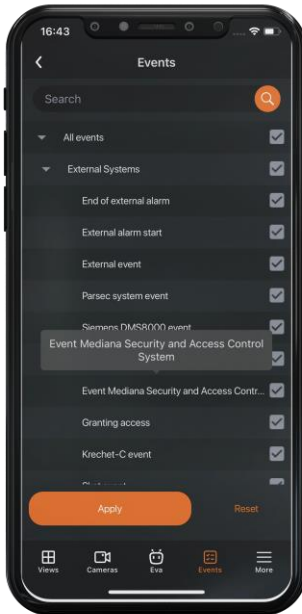 16:43
Events
Search
All events
External Systems
End of external alarm
External alarm start
External event
Parsec system event
Siemens DMS8000 event
Event Mediana Security and Access Control
System
Event Mediana Security and Access Contr...
Granting access
Krechet-C event
Apply
Reset
Views
Cameras
Eva
Events
More